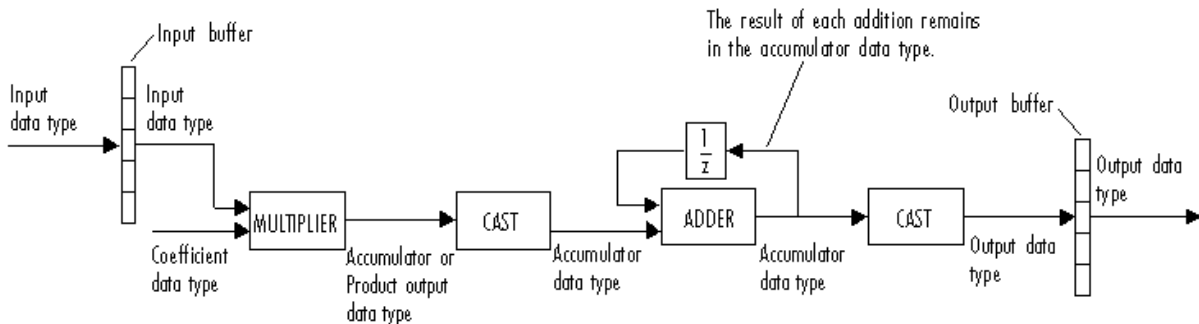 Input buffer
The result of each addition remains
in the accumulator data type.
Input
data type
Input
data type
Output buffer
1
z
Output data
type
MULTIPLIER
CAST
ADDER
CAST
Coefficient
data type
Accumulator or
Product output
data type
Accumulator
data type
Accumulator
data type
Output data
type